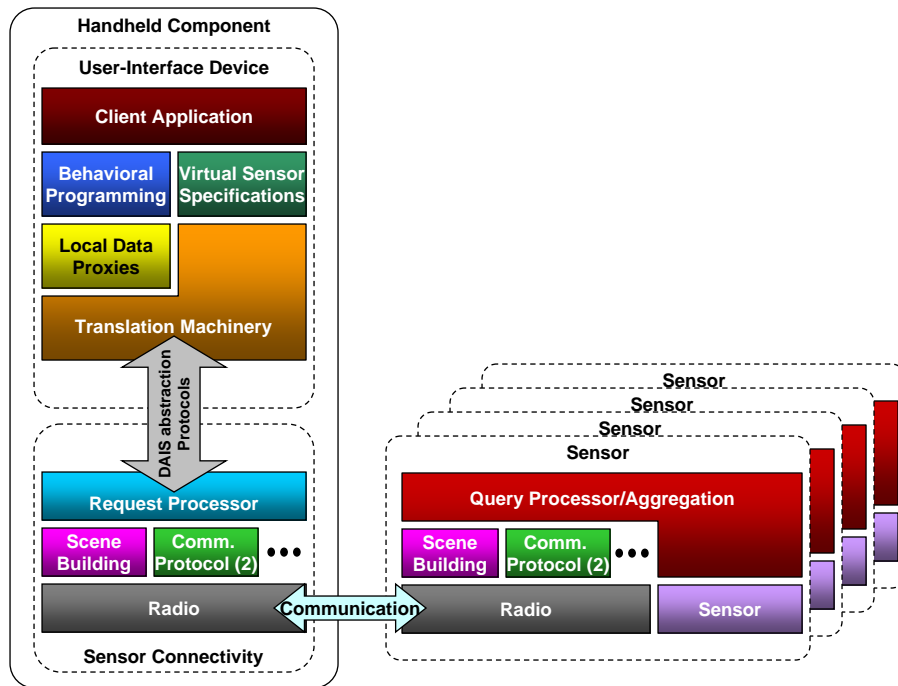 Handheld Component
User-Interface Device
Client Application
Behavioral
Programming
Virtual Sensor
Specifications
Local Data
Proxies
Translation Machinery
DAIS abstraction
Protocols
Request Processor
Scene
Building
Comm.
Protocol (2)
•••
Radio
Sensor Connectivity
Communication
Sensor
Sensor
Sensor
Sensor
Query Processor/Aggregation
Scene
Building
Comm.
Protocol (2)
•••
Radio
Sensor